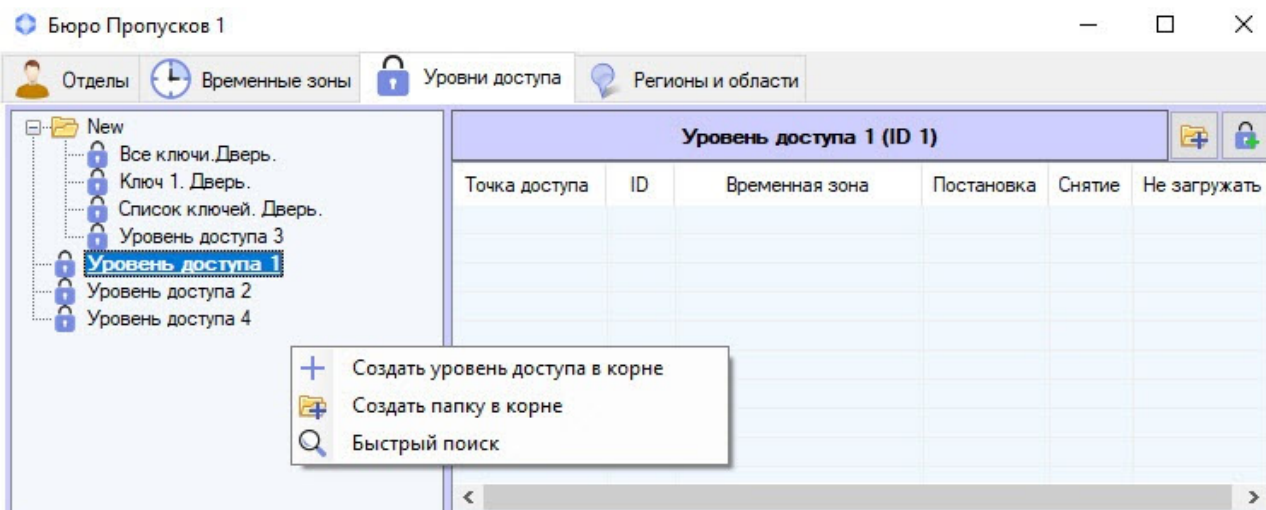 Бюро Пропусков 1
Отделы Временные зоны Уровни доступа Регионы и области
New
Все ключи.Дверь.
Ключ 1. Дверь.
Список ключей. Дверь.
Уровень доступа 3
Уровень доступа 1
Уровень доступа 2
Уровень доступа 4
Уровень доступа 1 (ID 1)
Точка доступа ID Временная зона Постановка Снятие Не загружать
Создать уровень доступа в корне
Создать папку в корне
Быстрый поиск